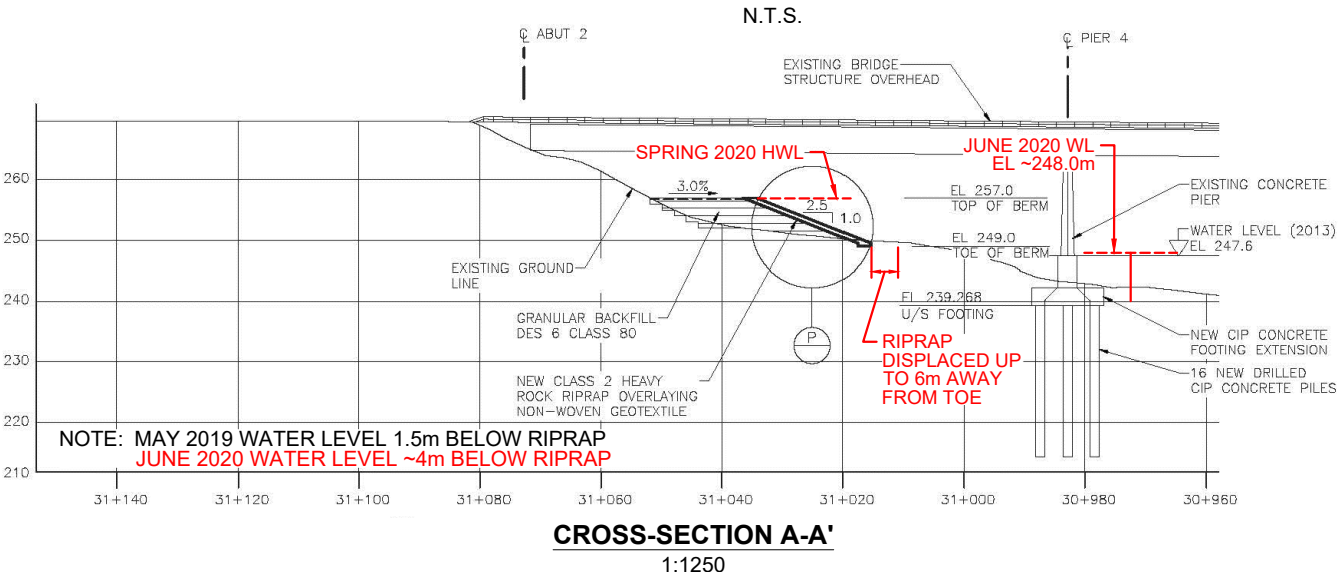 N.T.S.
℄ ABUT 2
℄ PIER 4
EXISTING BRIDGE
STRUCTURE OVERHEAD
SPRING 2020 HWL
JUNE 2020 WL
EL ~248.0m
260
250
240
230
220
210
3.0%
2.5
1.0
EL 257.0
TOP OF BERM
EXISTING CONCRETE
PIER
WATER LEVEL (2013)
EL 247.6
EL 249.0
TOE OF BERM
EXISTING GROUND
LINE
GRANULAR BACKFILL
DES 6 CLASS 80
EL 239.268
U/S FOOTING
P
RIPRAP
DISPLACED UP
TO 6m AWAY
FROM TOE
NEW CIP CONCRETE
FOOTING EXTENSION
16 NEW DRILLED
CIP CONCRETE PILES
NEW CLASS 2 HEAVY
ROCK RIPRAP OVERLAYING
NON-WOVEN GEOTEXTILE
NOTE: MAY 2019 WATER LEVEL 1.5m BELOW RIPRAP
JUNE 2020 WATER LEVEL ~4m BELOW RIPRAP
31+140 31+120 31+100 31+080 31+060 31+040 31+020 31+000 30+980 30+960
CROSS-SECTION A-A'
1:1250